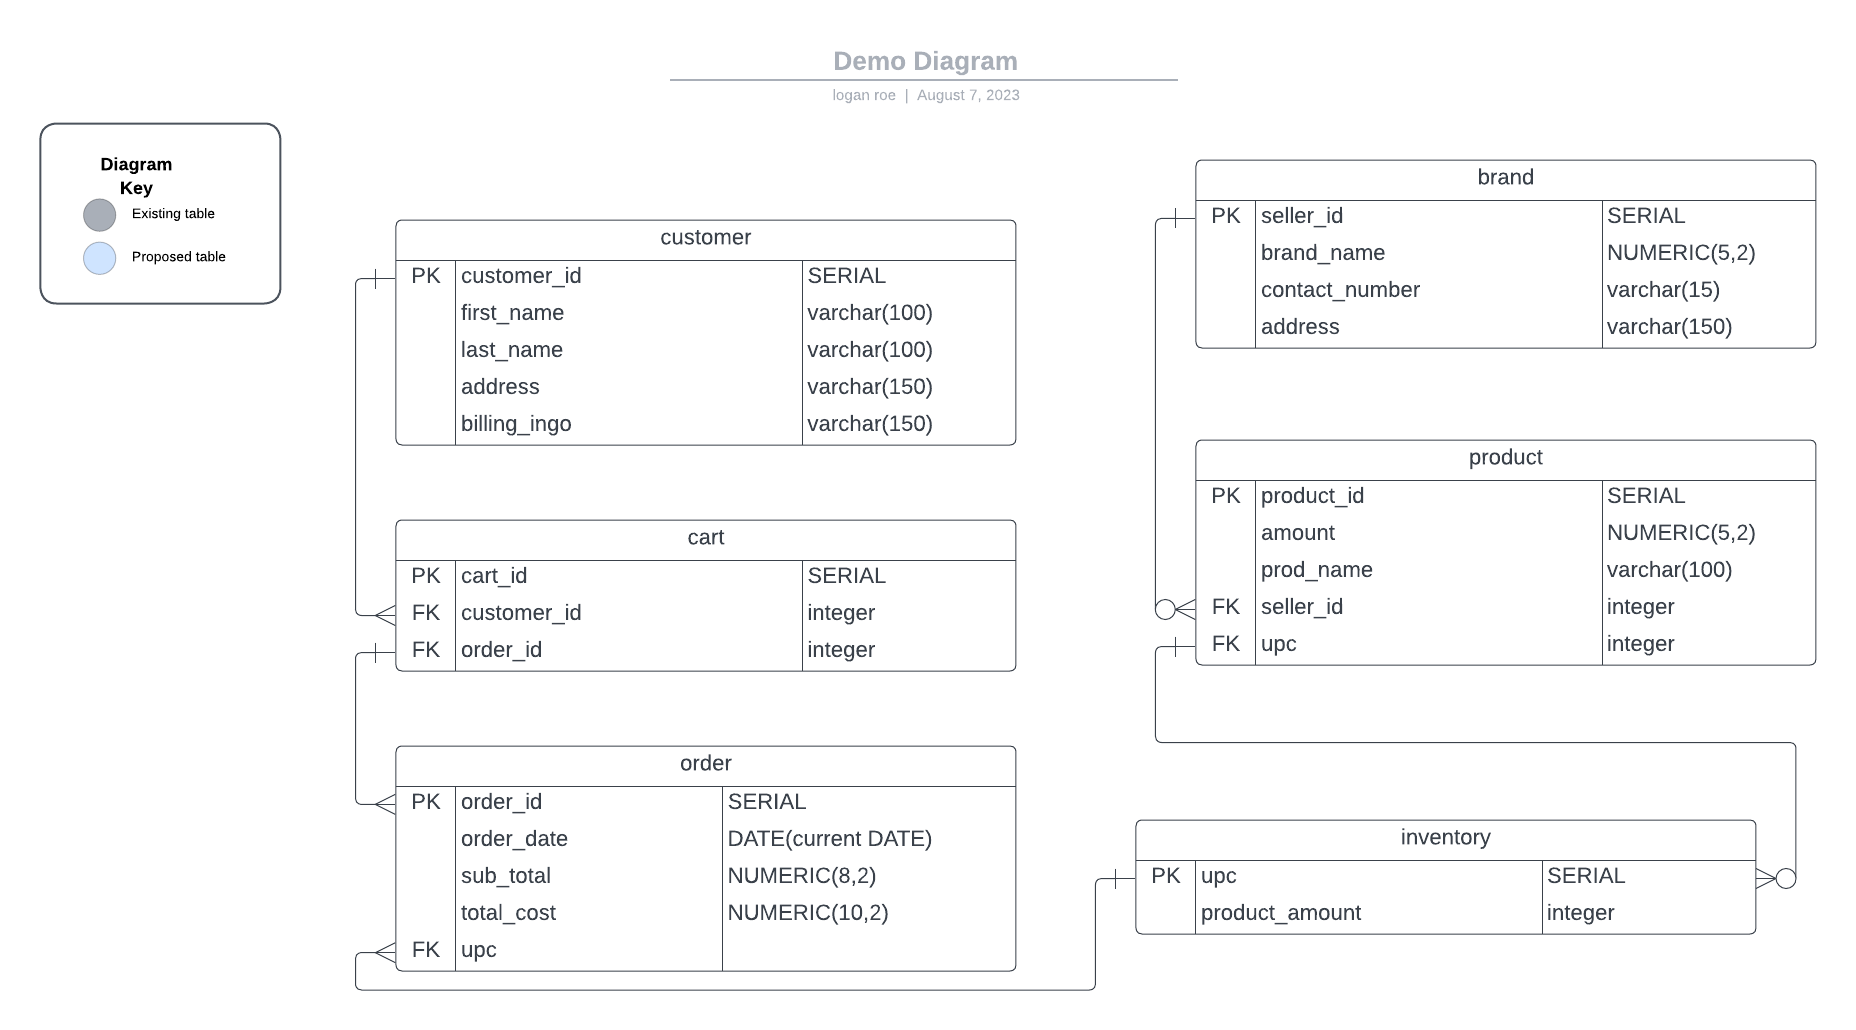 Demo Diagram
logan roe | August 7, 2023
Diagram
Key
Existing table
Proposed table
customer
PK customer_id SERIAL
first_name varchar(100)
last_name varchar(100)
address varchar(150)
billing_ingo varchar(150)
cart
PK cart_id SERIAL
FK customer_id integer
FK order_id integer
order
PK order_id SERIAL
order_date DATE(current DATE)
sub_total NUMERIC(8,2)
total_cost NUMERIC(10,2)
FK upc
brand
PK seller_id SERIAL
brand_name NUMERIC(5,2)
contact_number varchar(15)
address varchar(150)
product
PK product_id SERIAL
amount NUMERIC(5,2)
prod_name varchar(100)
FK seller_id integer
FK upc integer
inventory
PK upc SERIAL
product_amount integer